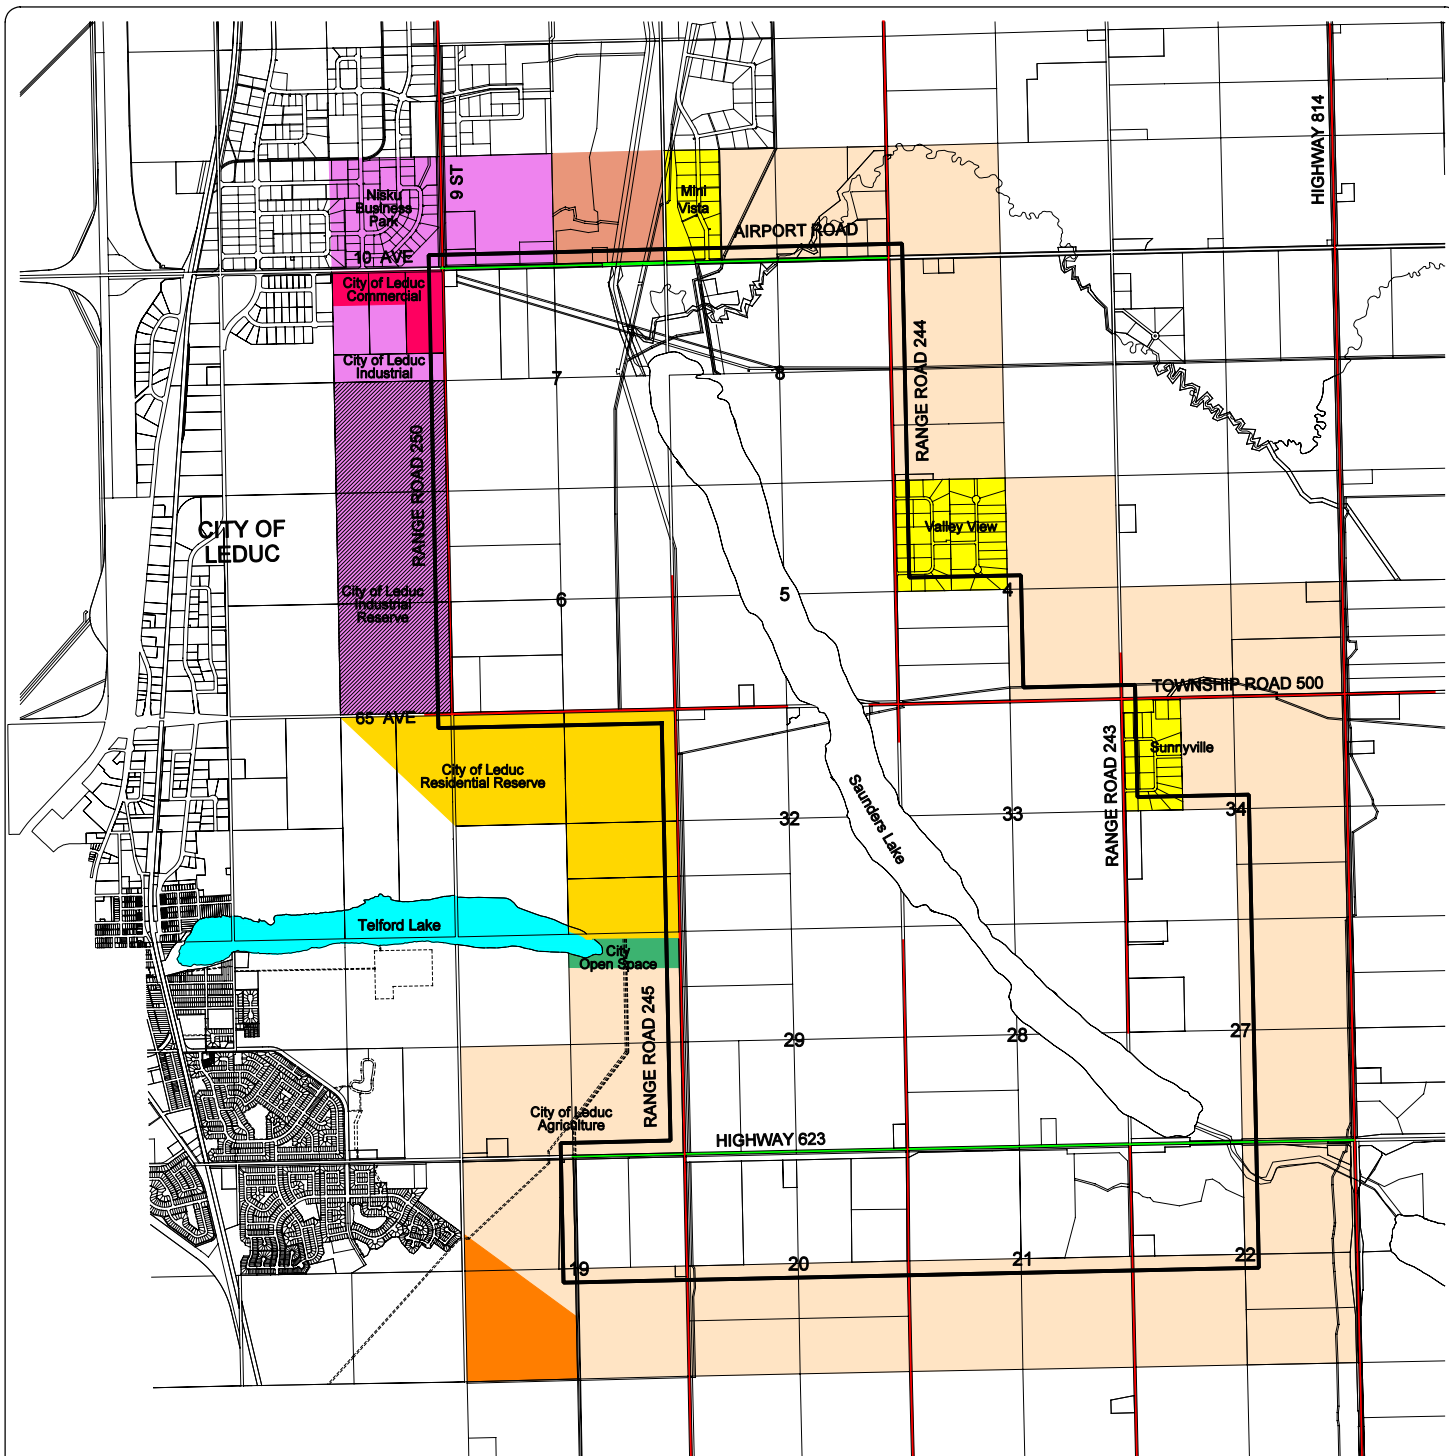 HIGHWAY 814
9 ST
Nisku
Business
Park
Mini
Vista
AIRPORT ROAD
10 AVE
City of Leduc
Commercial
City of Leduc
Industrial
7
8
RANGE ROAD 244
RANGE ROAD 250
CITY OF
LEDUC
Valley View
City of Leduc
Industrial
Reserve
6
5
4
TOWNSHIP ROAD 500
65 AVE
City of Leduc
Residential Reserve
Sunnyville
RANGE ROAD 243
Saunders Lake
32
33
34
Telford Lake
City
Open Space
RANGE ROAD 245
29
28
27
City of Leduc
Agriculture
HIGHWAY 623
19
20
21
22